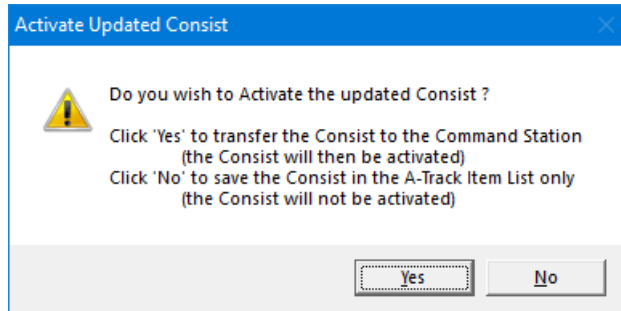 Activate Updated Consist
Do you wish to Activate the updated Consist ?
Click 'Yes' to transfer the Consist to the Command Station
(the Consist will then be activated)
Click 'No' to save the Consist in the A-Track Item List only
(the Consist will not be activated)
Yes
No